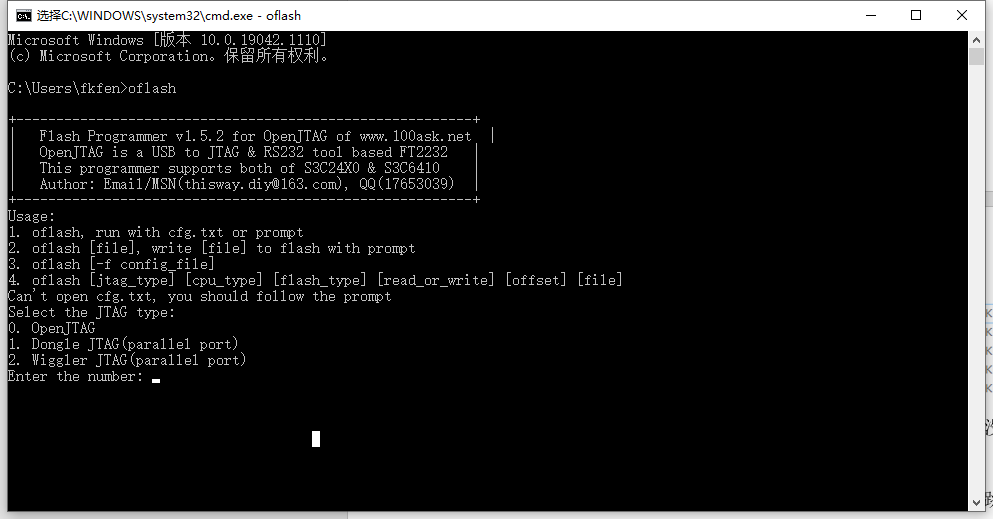 选择C:\WINDOWS\system32\cmd.exe - oflash
Microsoft Windows [版本 10.0.19042.1110]
(c) Microsoft Corporation。保留所有权利。
C:\Users\fkfen>oflash
+---------------------------------------------------------+
|   Flash Programmer v1.5.2 for OpenJTAG of www.100ask.net  |
|   OpenJTAG is a USB to JTAG & RS232 tool based FT2232   |
|   This programmer supports both of S3C24X0 & S3C6410    |
|   Author: Email/MSN(thisway.diy@163.com), QQ(17653039)  |
+---------------------------------------------------------+
Usage:
1. oflash, run with cfg.txt or prompt
2. oflash [file], write [file] to flash with prompt
3. oflash [-f config_file]
4. oflash [jtag_type] [cpu_type] [flash_type] [read_or_write] [offset] [file]
Can't open cfg.txt, you should follow the prompt
Select the JTAG type:
0. OpenJTAG
1. Dongle JTAG(parallel port)
2. Wiggler JTAG(parallel port)
Enter the number: